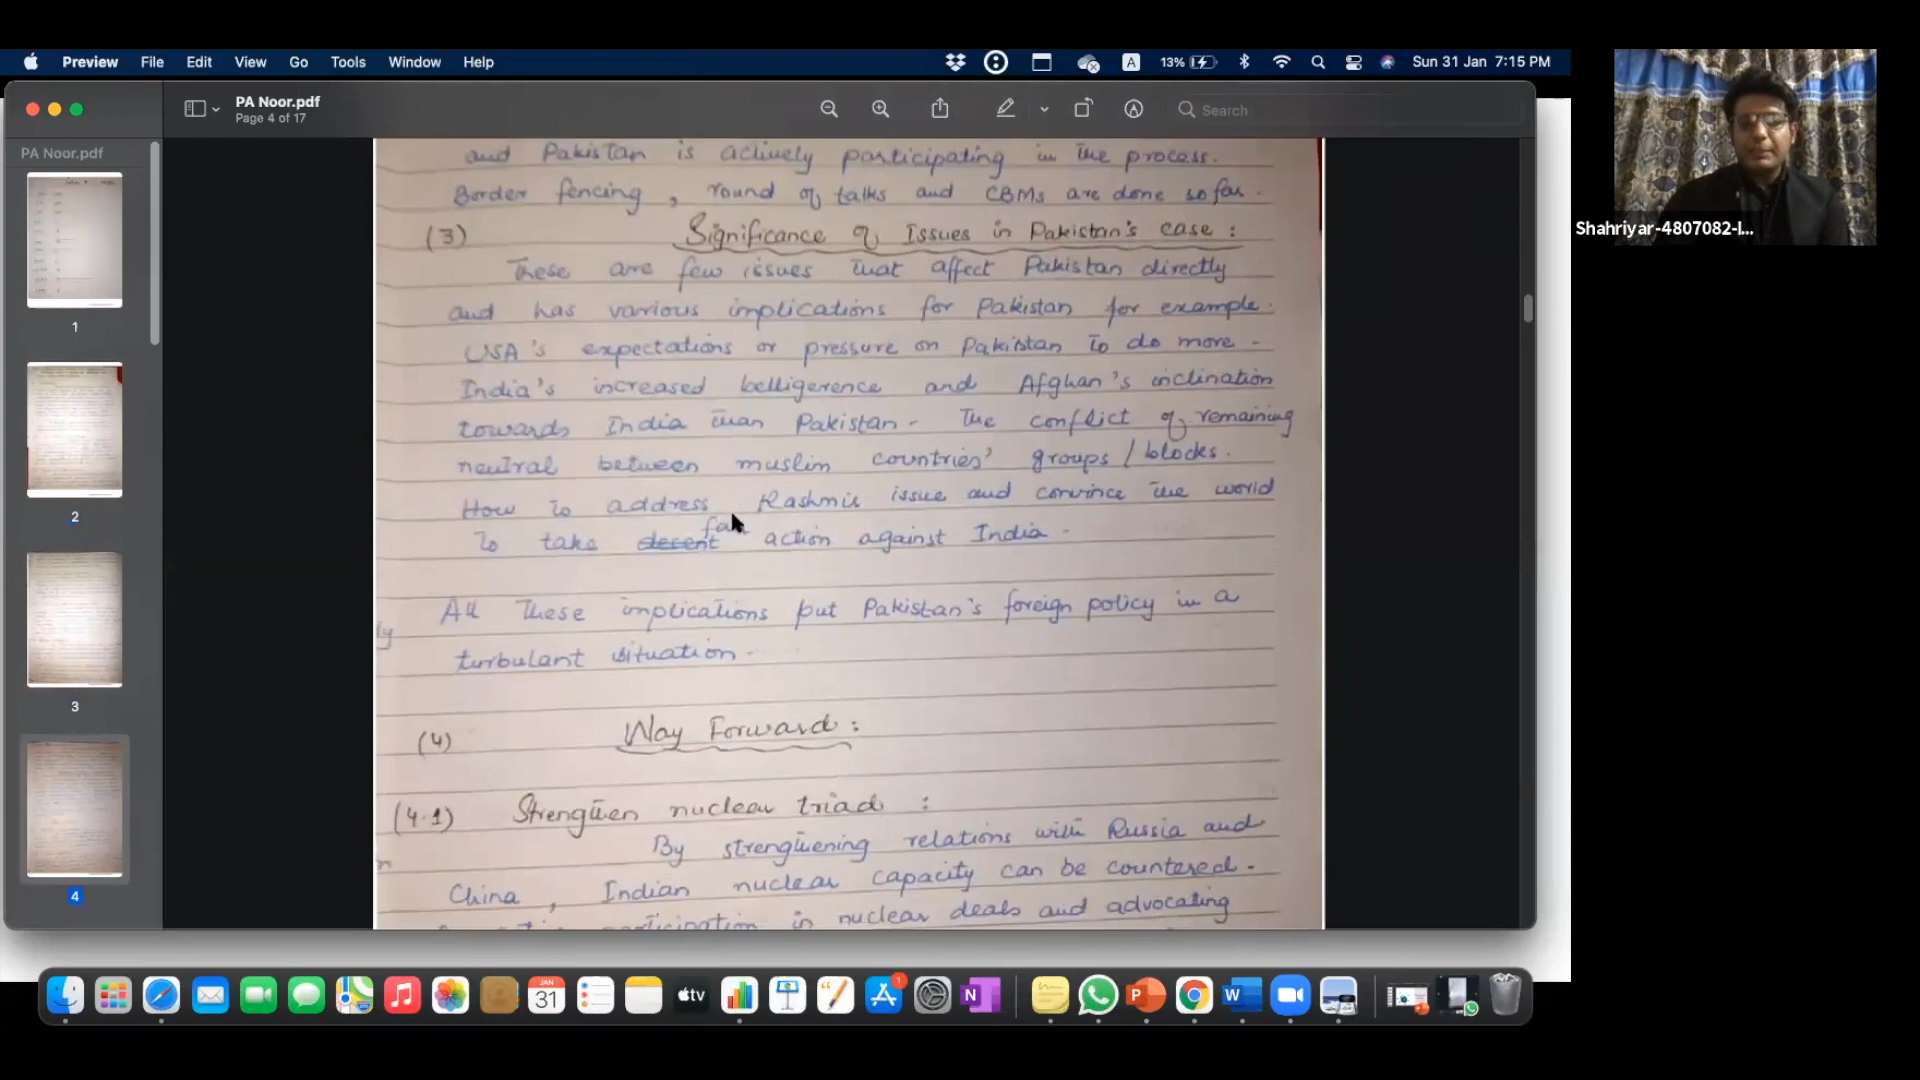 Preview File Edit View Go Tools Window Help
A 13% Sun 31 Jan 7:15 PM
PA Noor.pdf
Page 4 of 17
Search
PA Noor.pdf
1
2
3
4
and Pakistan is actively participating in the process.
Border fencing, round of talks and CBMs are done so far.
(3) Significance of Issues in Pakistan's case:
These are few issues that affect Pakistan directly
and has various implications for Pakistan for example.
USA's expectations or pressure on Pakistan to do more -
India's increased belligerence and Afghan's inclination
towards India than Pakistan - The conflict of remaining
neutral between muslim countries' groups / blocks.
How to address Kashmir issue and convince the world
fair
to take decent action against India -
All these implications put Pakistan's foreign policy in a
ly
turbulant situation -
(4) Way Forward:
(4.1) Strengthen nuclear triad:
By strengthening relations with Russia and
n
China, Indian nuclear capacity can be countered -
participation in nuclear deals and advocating
Shahriyar-4807082-I...
JAN
31
tv
1
N
P
W